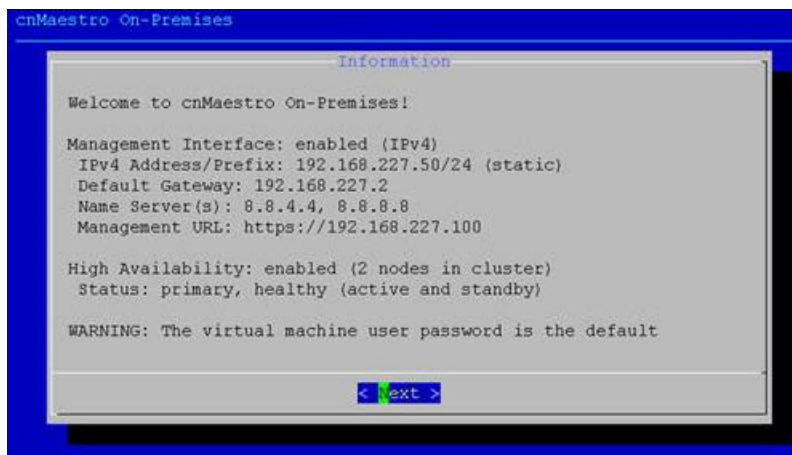 cnMaestro On-Premises
Information
Welcome to cnMaestro On-Premises!
Management Interface: enabled (IPv4)
IPv4 Address/Prefix: 192.168.227.50/24 (static)
Default Gateway: 192.168.227.2
Name Server(s): 8.8.4.4, 8.8.8.8
Management URL: https://192.168.227.100
High Availability: enabled (2 nodes in cluster)
Status: primary, healthy (active and standby)
WARNING: The virtual machine user password is the default
< Next >